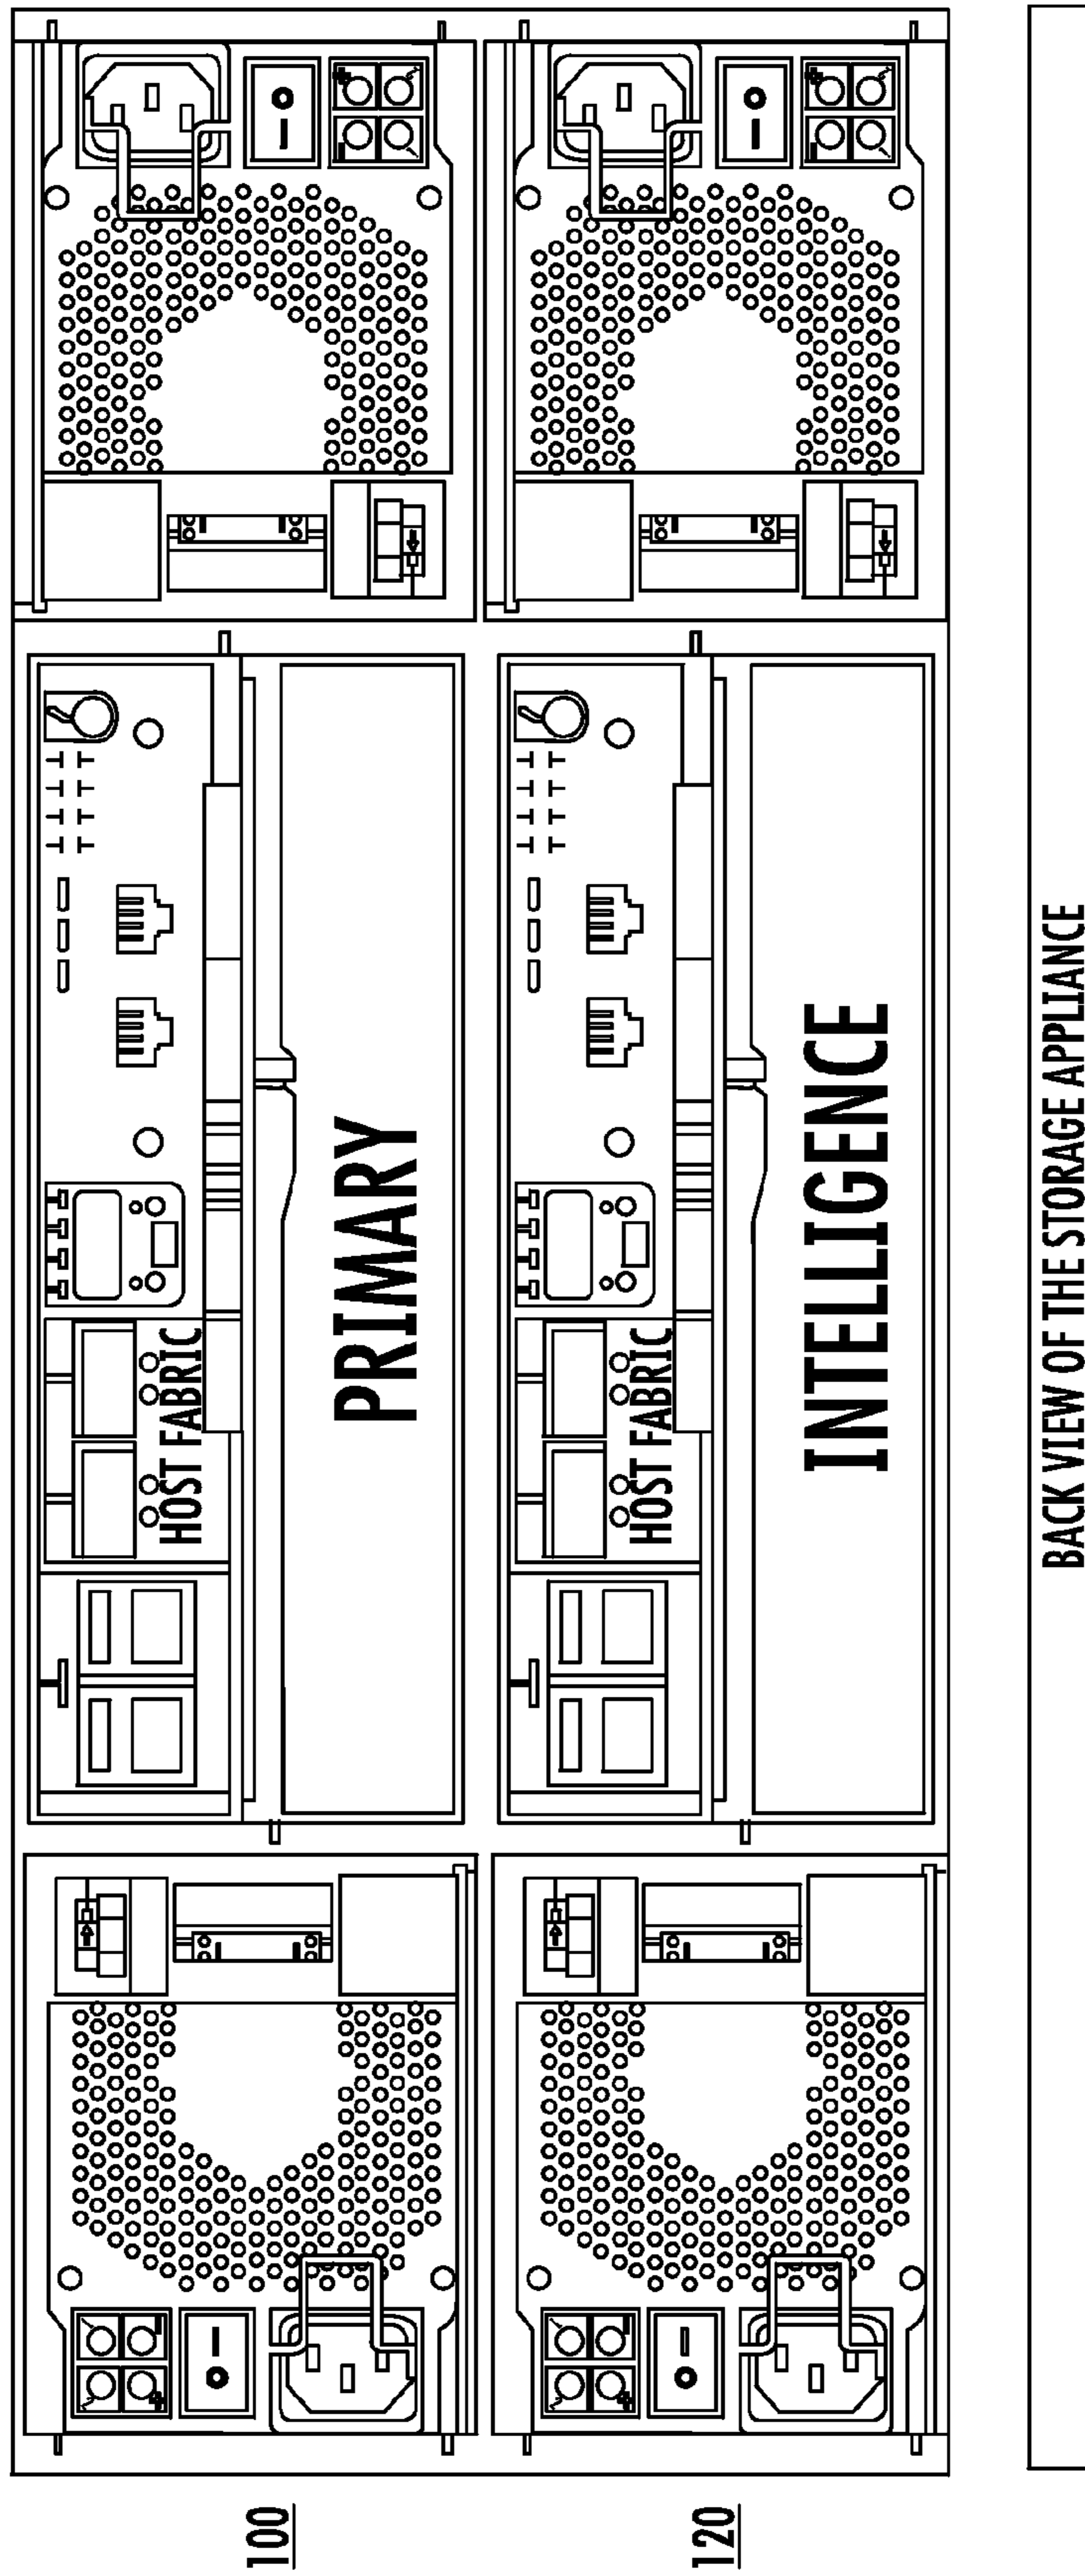 100
HOST FABRIC
PRIMARY
120
HOST FABRIC
INTELLIGENCE
BACK VIEW OF THE STORAGE APPLIANCE